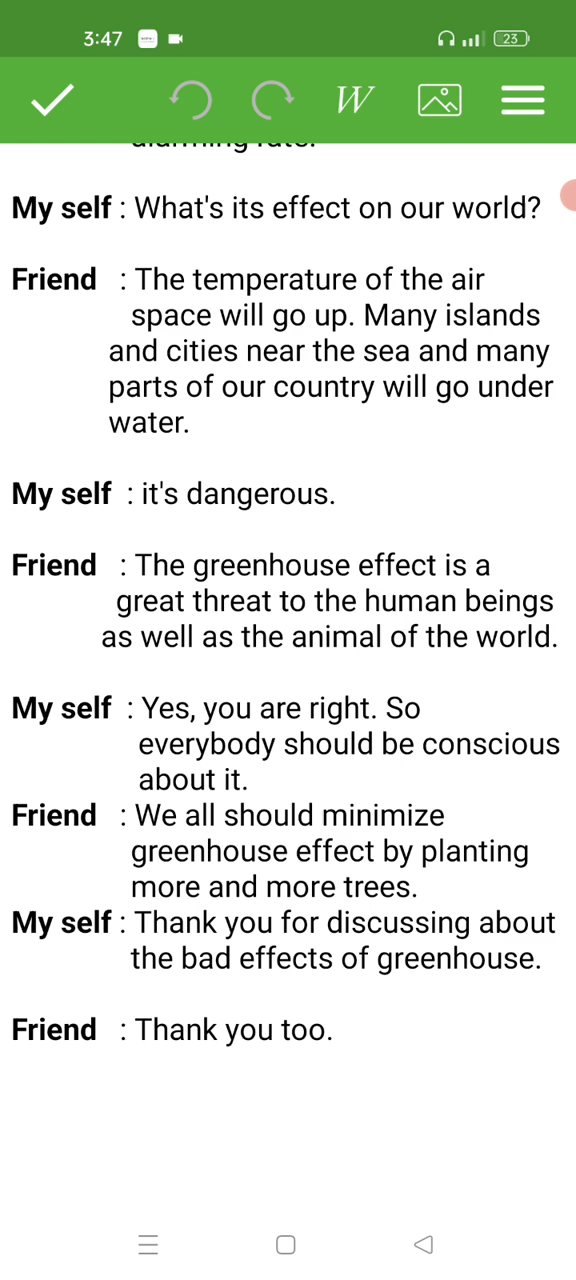 3:47
23
W
alarming rate.
My self : What's its effect on our world?
Friend : The temperature of the air
space will go up. Many islands
and cities near the sea and many
parts of our country will go under
water.
My self : it's dangerous.
Friend : The greenhouse effect is a
great threat to the human beings
as well as the animal of the world.
My self : Yes, you are right. So
everybody should be conscious
about it.
Friend : We all should minimize
greenhouse effect by planting
more and more trees.
My self : Thank you for discussing about
the bad effects of greenhouse.
Friend : Thank you too.